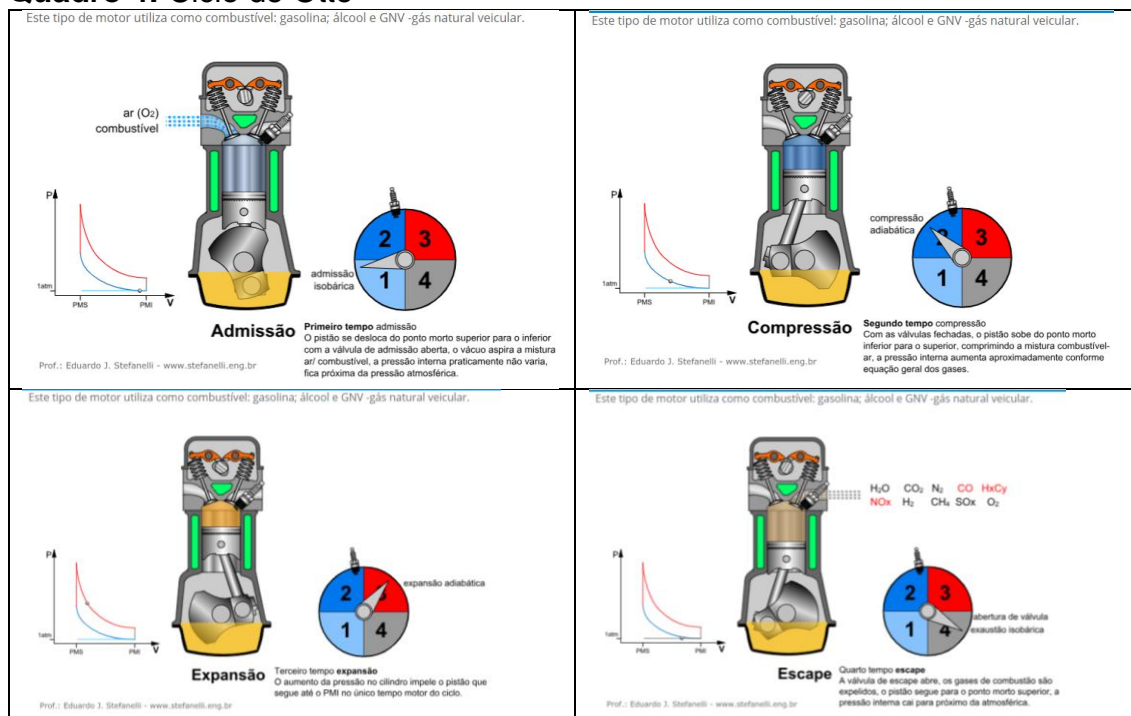 Este tipo de motor utiliza como combustível: gasolina; álcool e GNV -gás natural veicular.
ar (O₂)
combustível
P
1atm
PMS
PMI
V
2
3
1
4
admissão
isobárica
Admissão
Primeiro tempo admissão
O pistão se desloca do ponto morto superior para o inferior
com a válvula de admissão aberta, o vácuo aspira a mistura
ar/ combustível, a pressão interna praticamente não varia,
fica próxima da pressão atmosférica.
Prof.: Eduardo J. Stefanelli - www.stefanelli.eng.br
Este tipo de motor utiliza como combustível: gasolina; álcool e GNV -gás natural veicular.
P
1atm
PMS
PMI
V
compressão
adiabática
2
3
1
4
Compressão
Segundo tempo compressão
Com as válvulas fechadas, o pistão sobe do ponto morto
inferior para o superior, comprimindo a mistura combustível-
ar, a pressão interna aumenta aproximadamente conforme
equação geral dos gases.
Prof.: Eduardo J. Stefanelli - www.stefanelli.eng.br
Este tipo de motor utiliza como combustível: gasolina; álcool e GNV -gás natural veicular.
P
1atm
PMS
PMI
V
expansão adiabática
2
3
1
4
Expansão
Terceiro tempo expansão
O aumento da pressão no cilindro impele o pistão que
segue até o PMI no único tempo motor do ciclo.
Prof.: Eduardo J. Stefanelli - www.stefanelli.eng.br
Este tipo de motor utiliza como combustível: gasolina; álcool e GNV -gás natural veicular.
H₂O CO₂ N₂ CO HxCy
NOx H₂ CH₄ SOx O₂
P
1atm
PMS
PMI
V
2
3
1
4
abertura de válvula
exaustão isobárica
Escape
Quarto tempo escape
A válvula de escape abre, os gases de combustão são
expelidos, o pistão segue para o ponto morto superior, a
pressão interna cai para próximo da atmosférica.
Prof.: Eduardo J. Stefanelli - www.stefanelli.eng.br